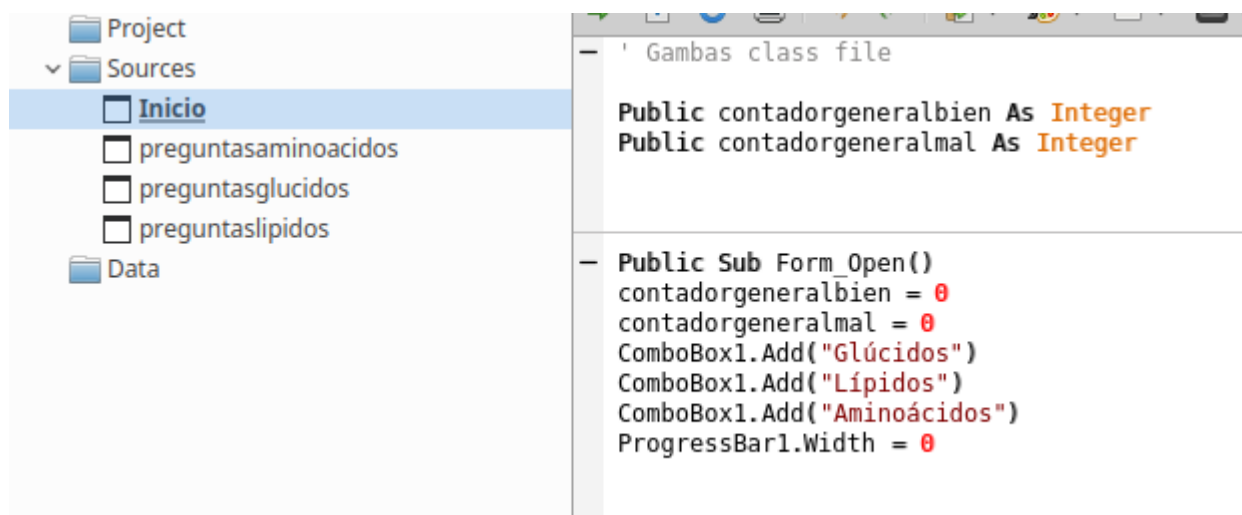 Project
Sources
Inicio
preguntasaminoacidos
preguntasglucidos
preguntaslipidos
Data
' Gambas class file
Public contadorgeneralbien As Integer
Public contadorgeneralmal As Integer
Public Sub Form_Open()
contadorgeneralbien = 0
contadorgeneralmal = 0
ComboBox1.Add("Glúcidos")
ComboBox1.Add("Lípidos")
ComboBox1.Add("Aminoácidos")
ProgressBar1.Width = 0